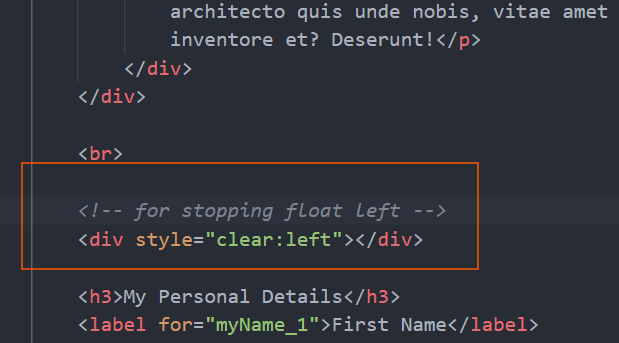 architecto quis unde nobis, vitae amet
inventore et? Deserunt!</p>
</div>
</div>
<br>
<!-- for stopping float left -->
<div style="clear:left"></div>
<h3>My Personal Details</h3>
<label for="myName_1">First Name</label>